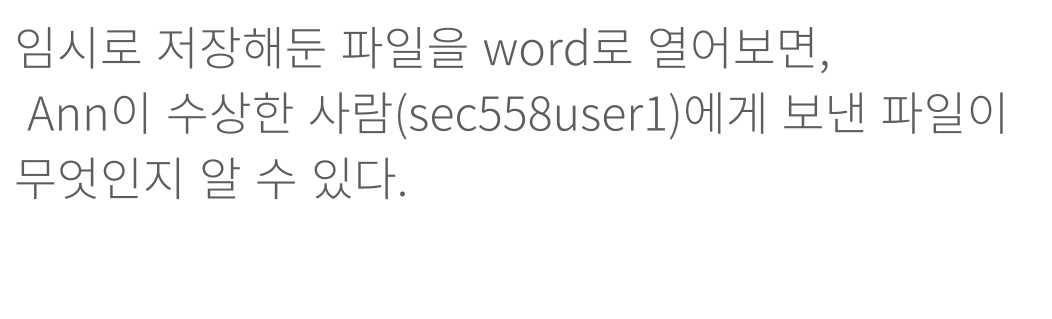 임시로 저장해둔 파일을 word로 열어보면,
Ann이 수상한 사람(sec558user1)에게 보낸 파일이
무엇인지 알 수 있다.